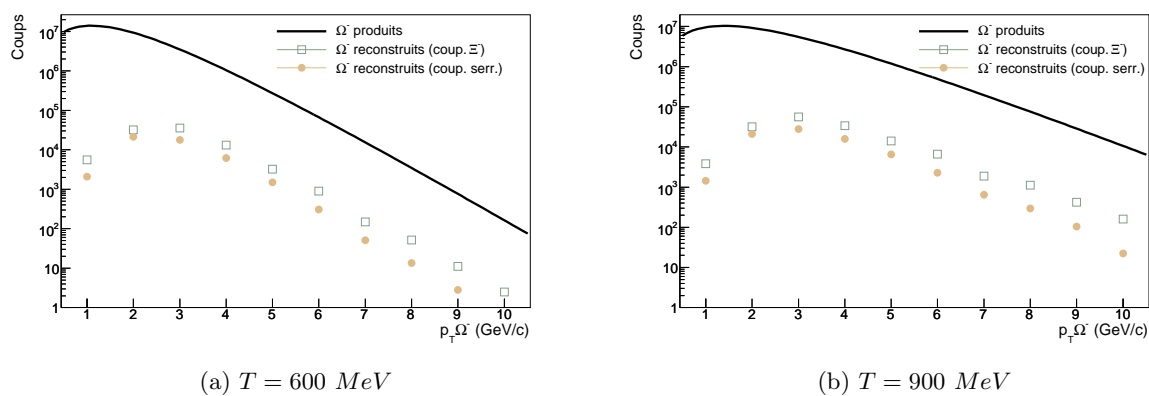 Coups
10⁷
10⁶
10⁵
10⁴
10³
10²
10
1
Ω⁻ produits
Ω⁻ reconstruits (coup. Ξ⁻)
Ω⁻ reconstruits (coup. serr.)
1 2 3 4 5 6 7 8 9 10
p_T Ω⁻ (GeV/c)
(a) T = 600 MeV
Coups
10⁷
10⁶
10⁵
10⁴
10³
10²
10
1
Ω⁻ produits
Ω⁻ reconstruits (coup. Ξ⁻)
Ω⁻ reconstruits (coup. serr.)
1 2 3 4 5 6 7 8 9 10
p_T Ω⁻ (GeV/c)
(b) T = 900 MeV